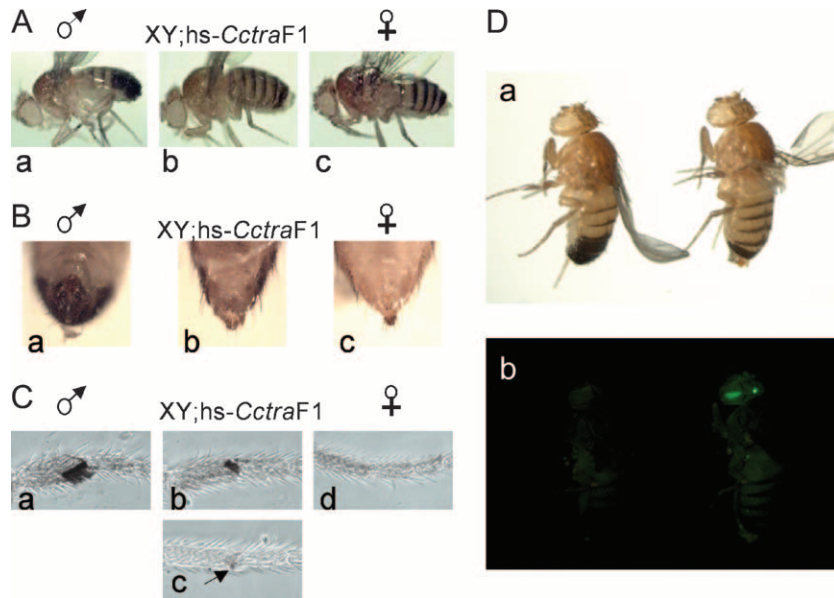 A
♂ XY;hs-CctraF1 ♀
a b c
B
♂ XY;hs-CctraF1 ♀
a b c
C
♂ XY;hs-CctraF1 ♀
a b d
c
D
a
b